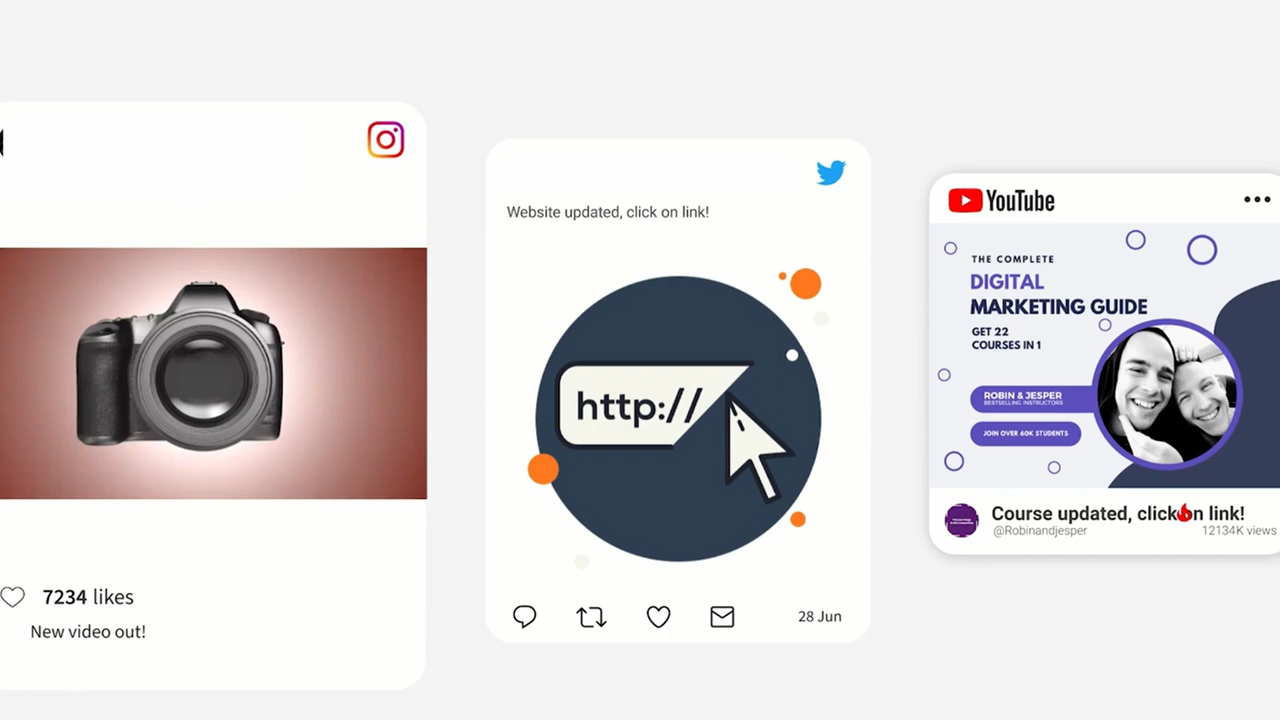 7234 likes
New video out!
Website updated, click on link!
http://
28 Jun
YouTube
THE COMPLETE
DIGITAL
MARKETING GUIDE
GET 22
COURSES IN 1
ROBIN & JESPER
BESTSELLING INSTRUCTORS
JOIN OVER 60K STUDENTS
Course updated, click on link!
@Robinandjesper
12134K views